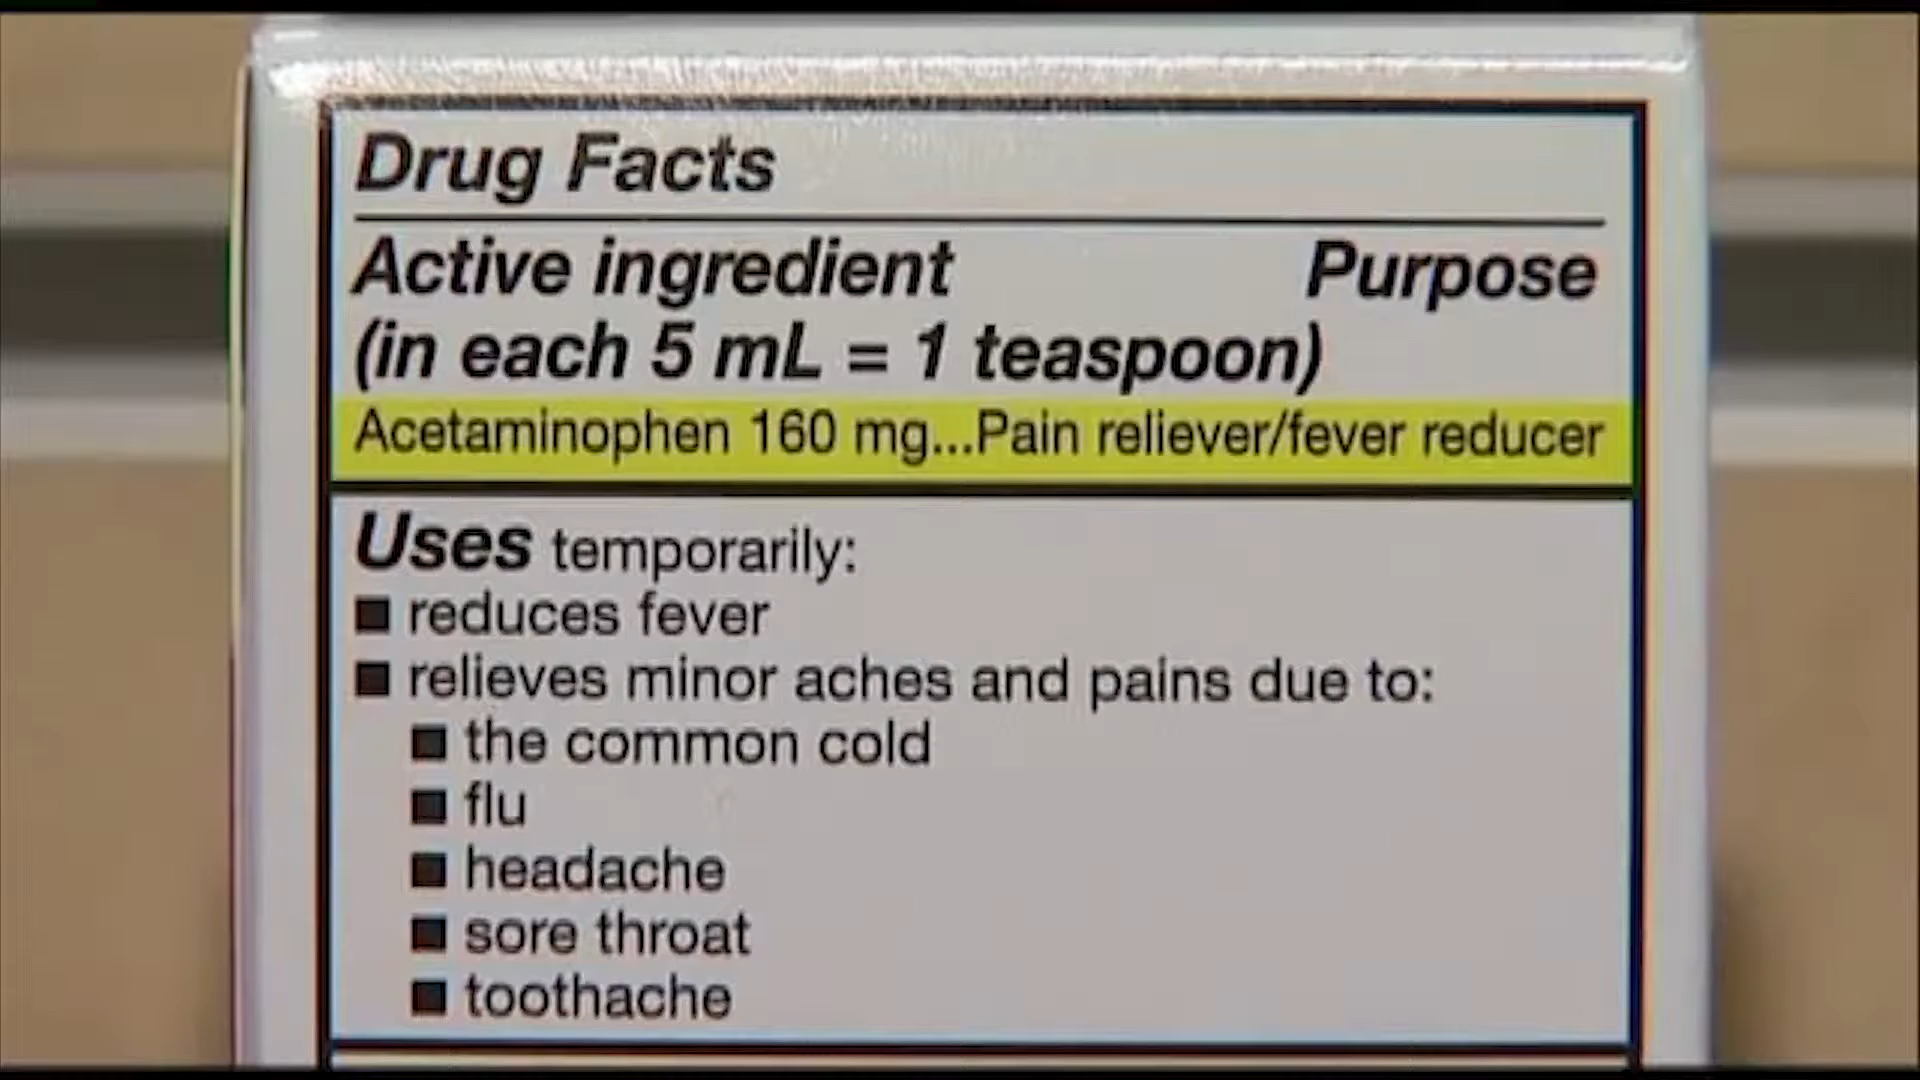 Drug Facts
Active ingredient Purpose
(in each 5 mL = 1 teaspoon)
Acetaminophen 160 mg...Pain reliever/fever reducer
Uses temporarily:
■ reduces fever
■ relieves minor aches and pains due to:
■ the common cold
■ flu
■ headache
■ sore throat
■ toothache